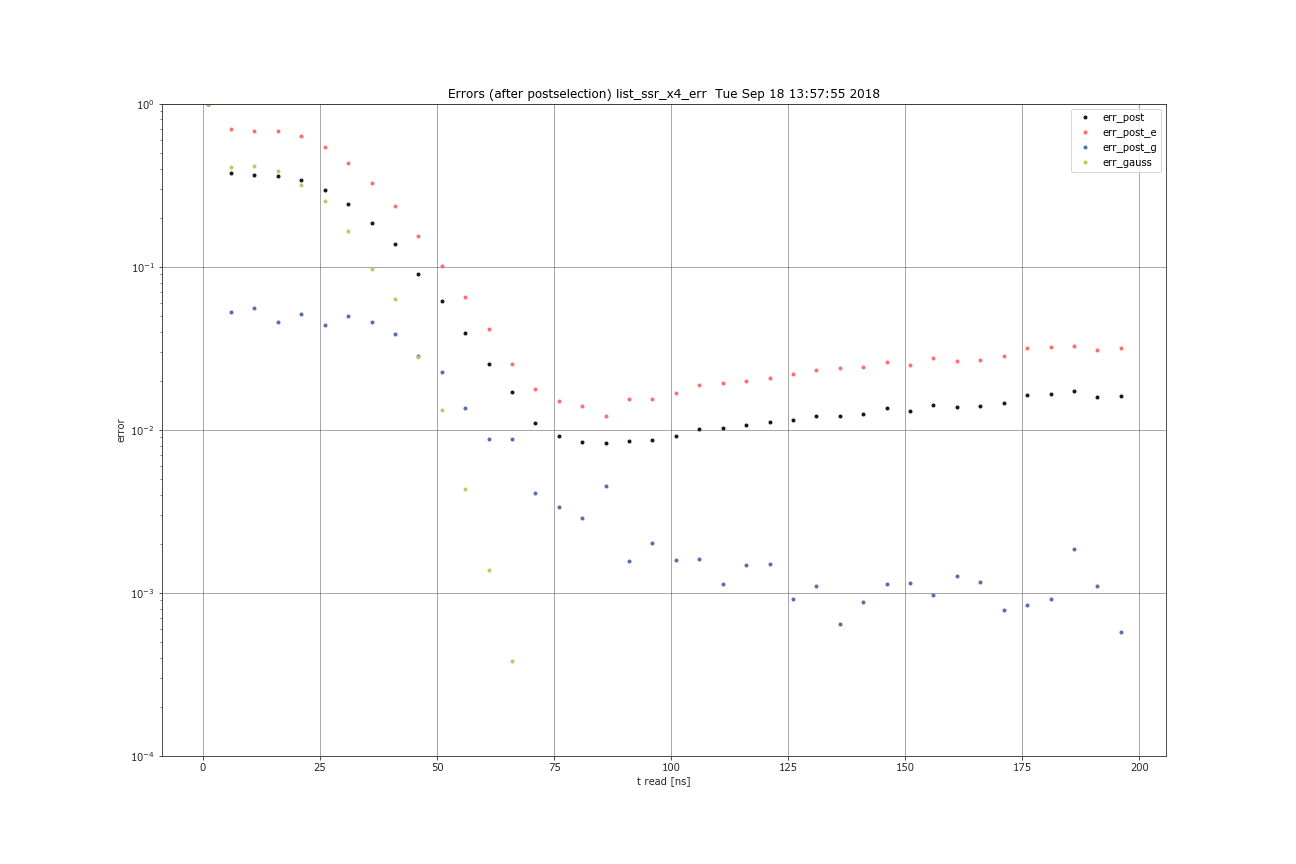 Errors (after postselection) list_ssr_x4_err  Tue Sep 18 13:57:55 2018
err_post
err_post_e
err_post_g
err_gauss
10^0
10^-1
10^-2
10^-3
10^-4
error
0 25 50 75 100 125 150 175 200
t read [ns]